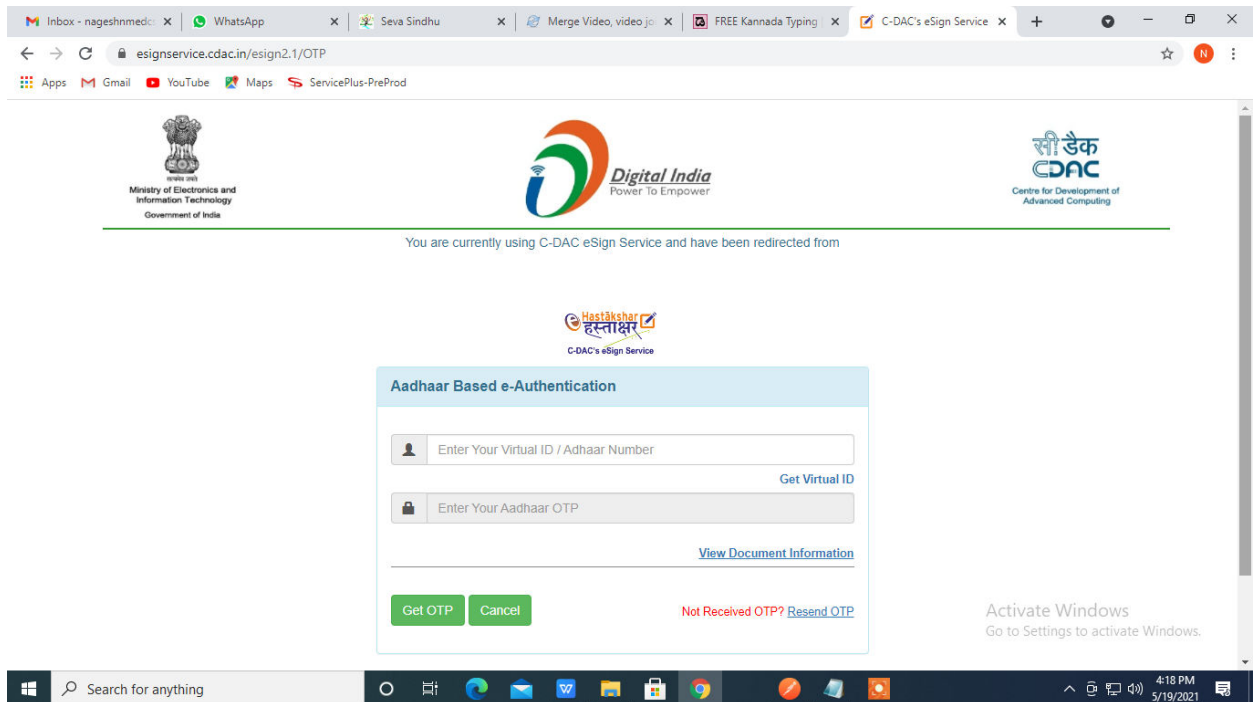 Inbox - nageshnmedc
WhatsApp
Seva Sindhu
Merge Video, video jo
FREE Kannada Typing |
C-DAC's eSign Service
esignservice.cdac.in/esign2.1/OTP
N
Apps
Gmail
YouTube
Maps
ServicePlus-PreProd
सत्यमेव जयते
Ministry of Electronics and
Information Technology
Government of India
Digital India
Power To Empower
सी डैक
CDAC
Centre for Development of
Advanced Computing
You are currently using C-DAC eSign Service and have been redirected from
e Hastākshar
हस्ताक्षर
C-DAC's eSign Service
Aadhaar Based e-Authentication
Enter Your Virtual ID / Adhaar Number
Get Virtual ID
Enter Your Aadhaar OTP
View Document Information
Get OTP
Cancel
Not Received OTP? Resend OTP
Activate Windows
Go to Settings to activate Windows.
Search for anything
4:18 PM
5/19/2021